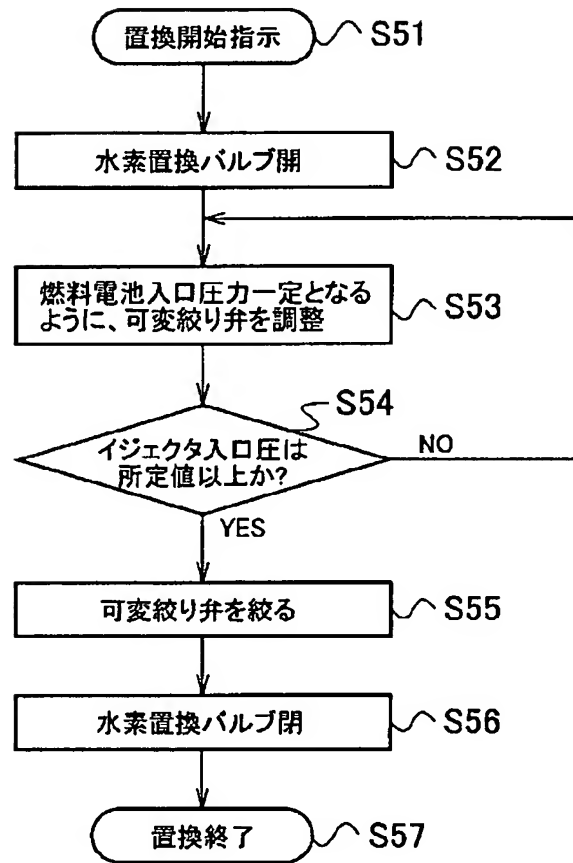 置換開始指示
S51
水素置換バルブ開
S52
燃料電池入口圧力一定となる
ように、可変絞り弁を調整
S53
S54
イジェクタ入口圧は
所定値以上か?
NO
YES
可変絞り弁を絞る
S55
水素置換バルブ閉
S56
置換終了
S57